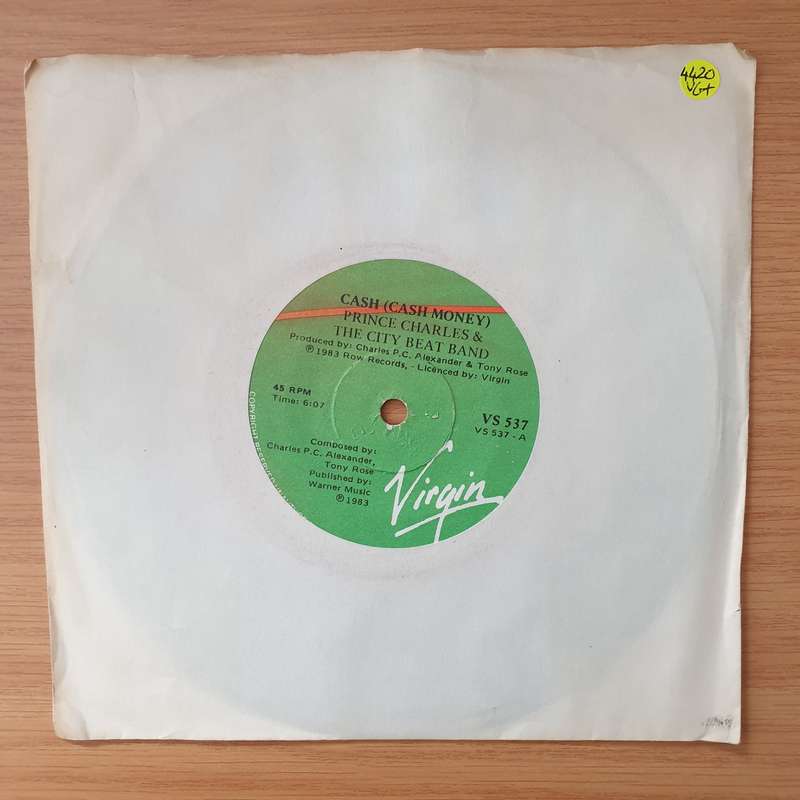 4420
VG+
CASH (CASH MONEY)
PRINCE CHARLES &
THE CITY BEAT BAND
Produced by: Charles P.C. Alexander & Tony Rose
℗ 1983 Row Records, - Licenced by: Virgin
45 RPM
Time: 6:07
VS 537
VS 537 - A
Composed by:
Charles P.C. Alexander,
Tony Rose
Published by:
Warner Music
℗ 1983
Virgin
COPYRIGHT